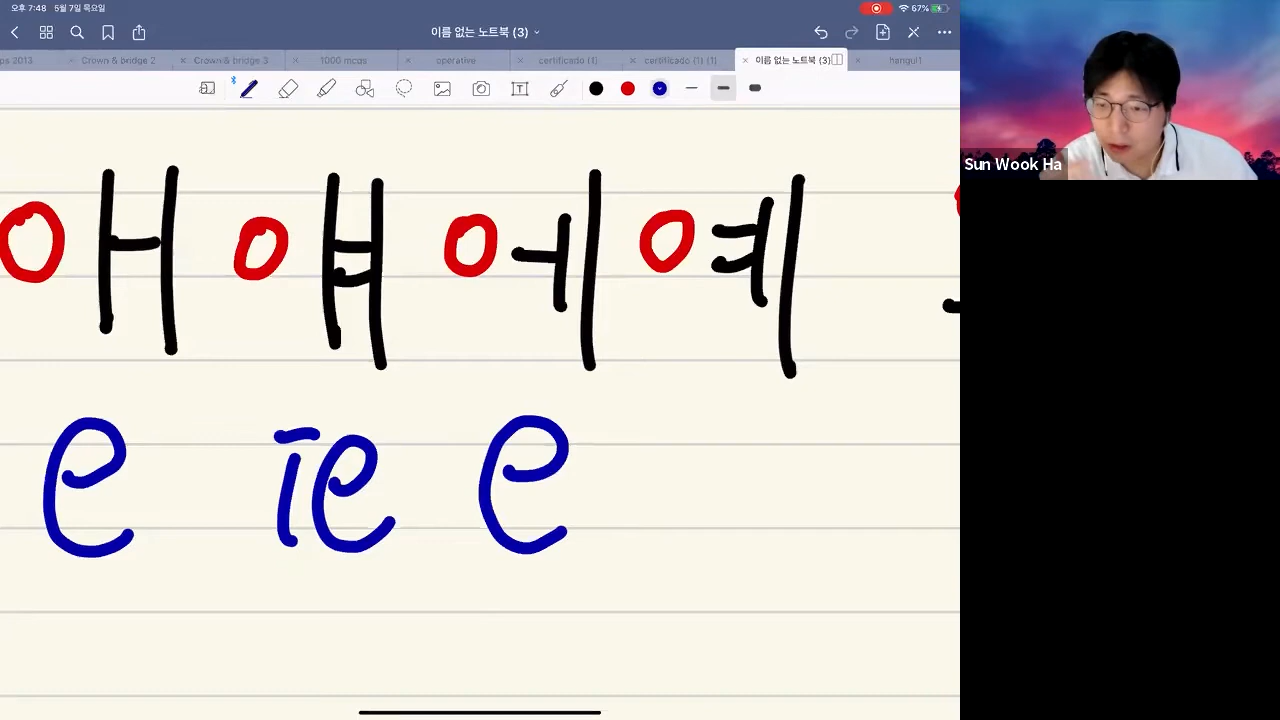 오후 7:48 5월 7일 목요일
67%
이름 없는 노트북 (3)
ps 2013
Crown & bridge 2
Crown & bridge 3
1000 mcqs
operative
certificado (1)
certificado (1) (1)
이름 없는 노트북 (3)
hangul1
Sun Wook Ha
애 얘 에 예
e ie e